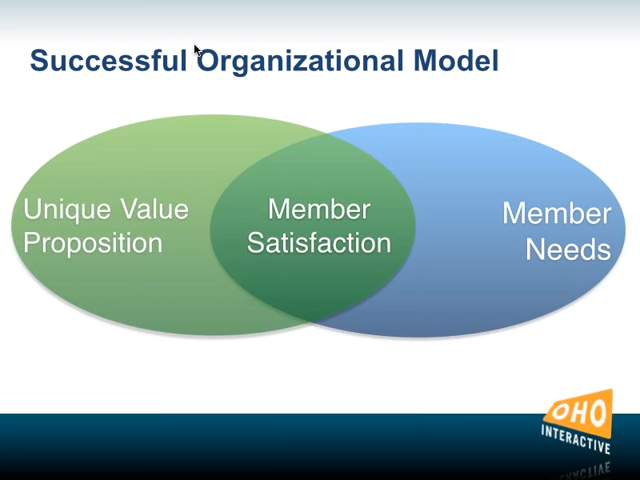 Successful Organizational Model
Unique Value
Proposition
Member
Satisfaction
Member
Needs
OHO
INTERACTIVE